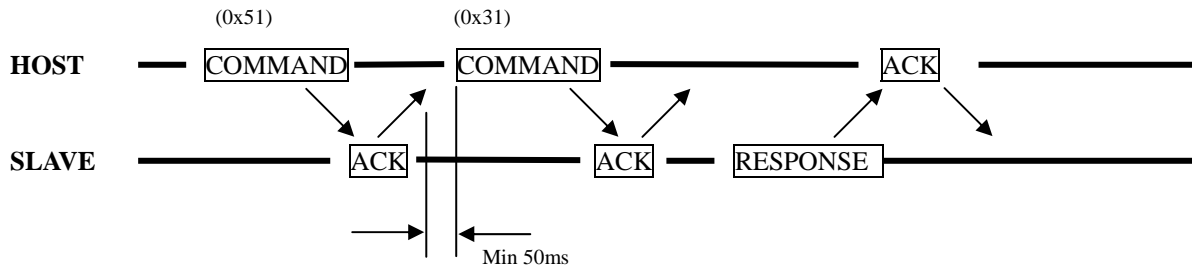 (0x51) (0x31)
HOST COMMAND COMMAND ACK
SLAVE ACK ACK RESPONSE
Min 50ms